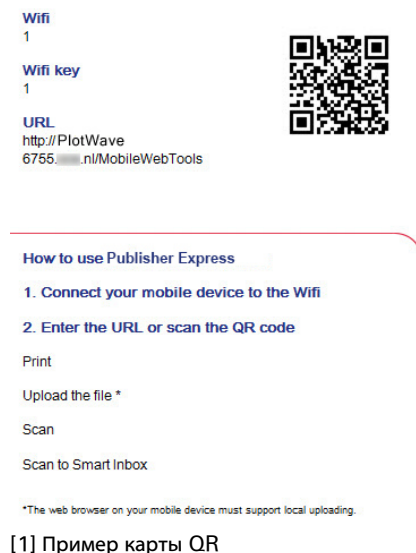 Wifi
1
Wifi key
1
URL
http://PlotWave
6755. .nl/MobileWebTools
How to use Publisher Express
1. Connect your mobile device to the Wifi
2. Enter the URL or scan the QR code
Print
Upload the file *
Scan
Scan to Smart Inbox
*The web browser on your mobile device must support local uploading.
[1] Пример карты QR